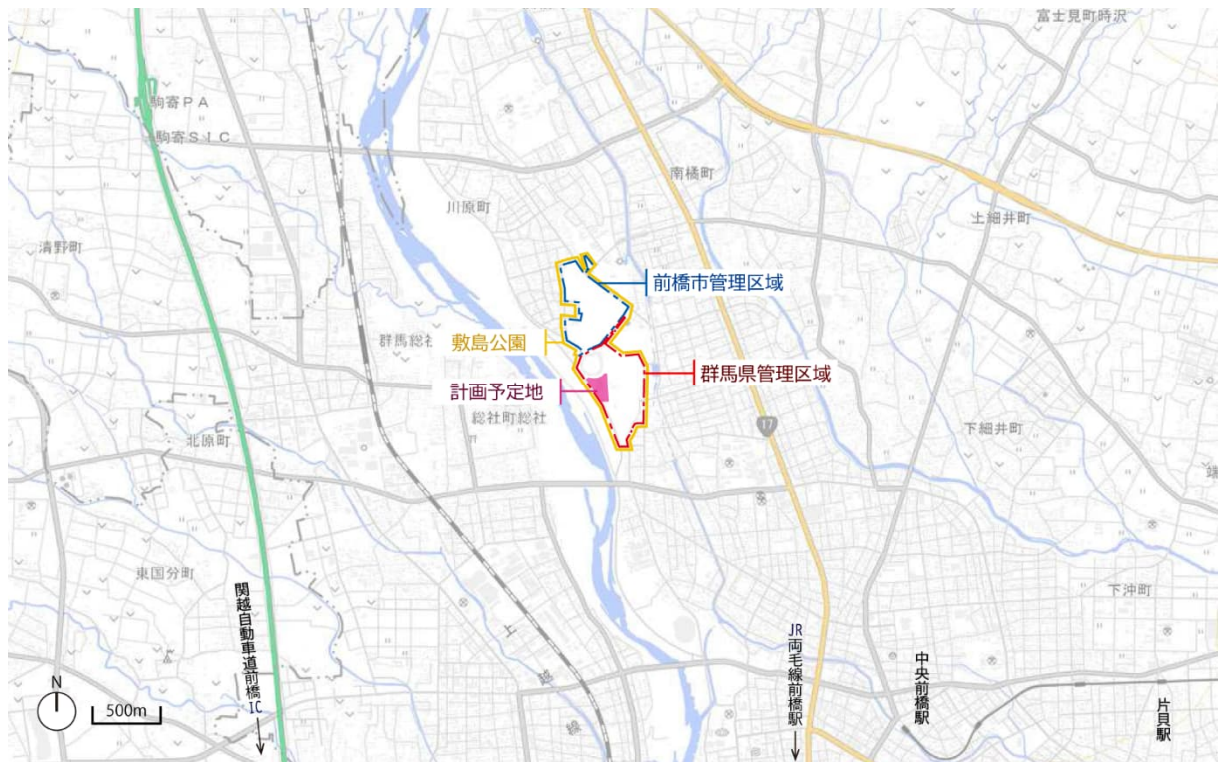 富士見町時沢
駒寄PA
駒寄SIC
南橘町
川原町
上細井町
清野町
前橋市管理区域
敷島公園
群馬総社
群馬県管理区域
計画予定地
総社町総社
17
北原町
下細井町
東国分町
下沖町
関越自動車道前橋IC
上越線
JR両毛線前橋駅
中央前橋駅
片貝駅
N
500m